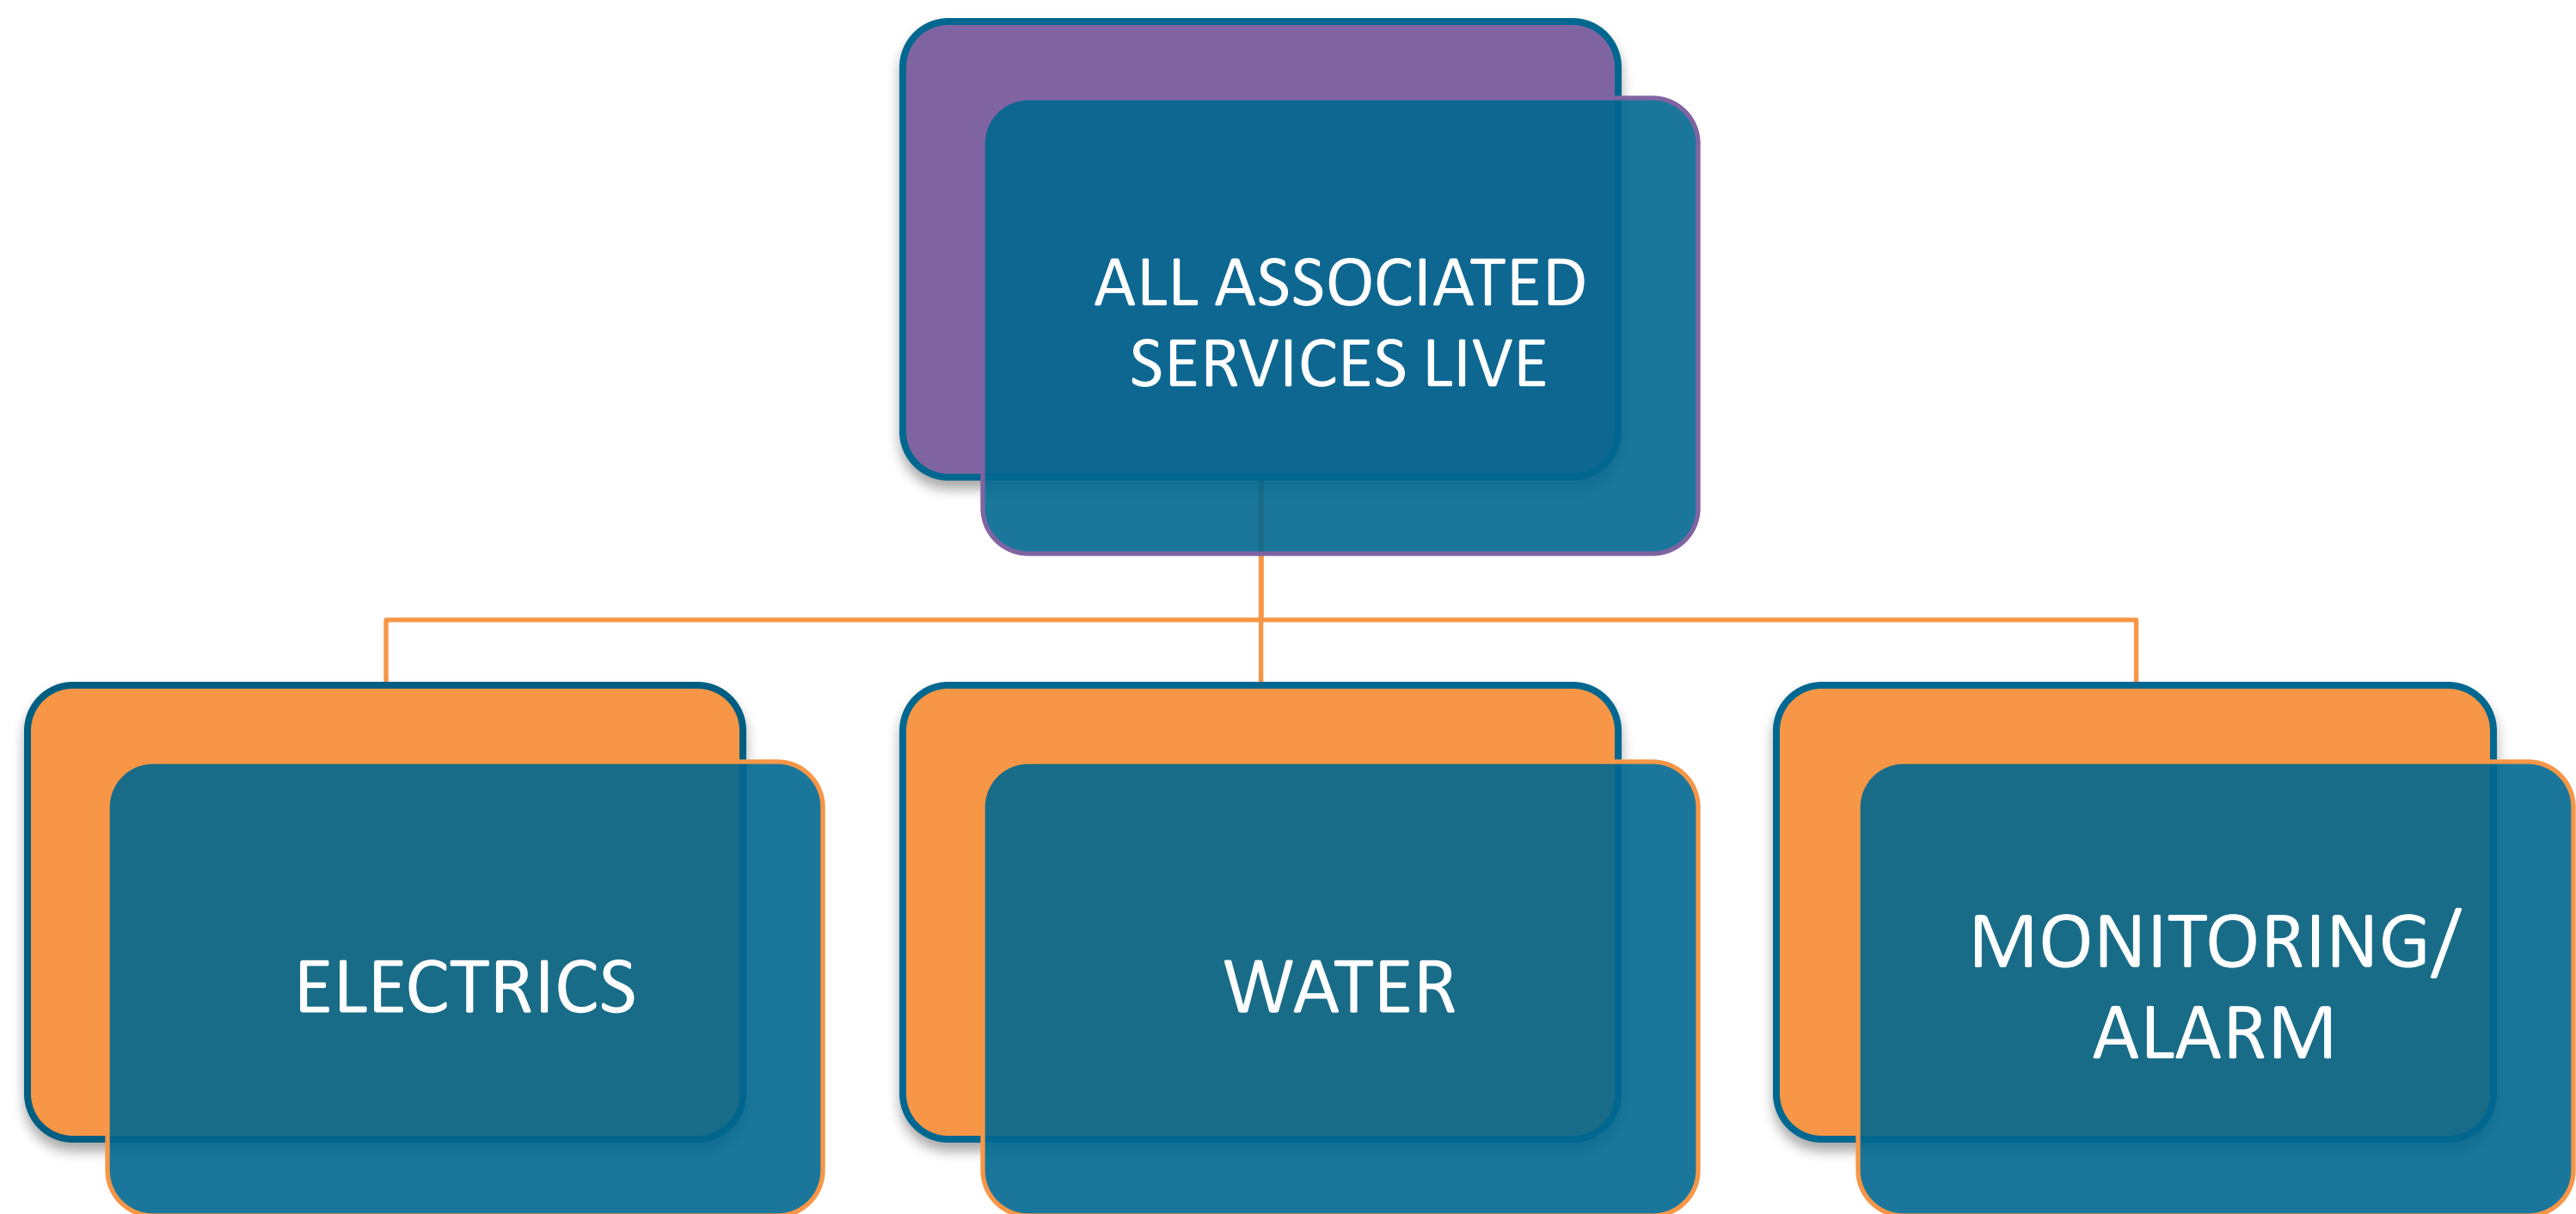 ALL ASSOCIATED
SERVICES LIVE
ELECTRICS
WATER
MONITORING/
ALARM